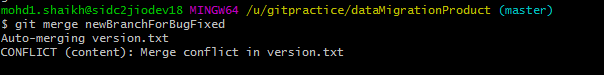 mohd1.shaikh@sidc2jiodev18 MINGW64 /u/gitpractice/dataMigrationProduct (master)
$ git merge newBranchForBugFixed
Auto-merging version.txt
CONFLICT (content): Merge conflict in version.txt